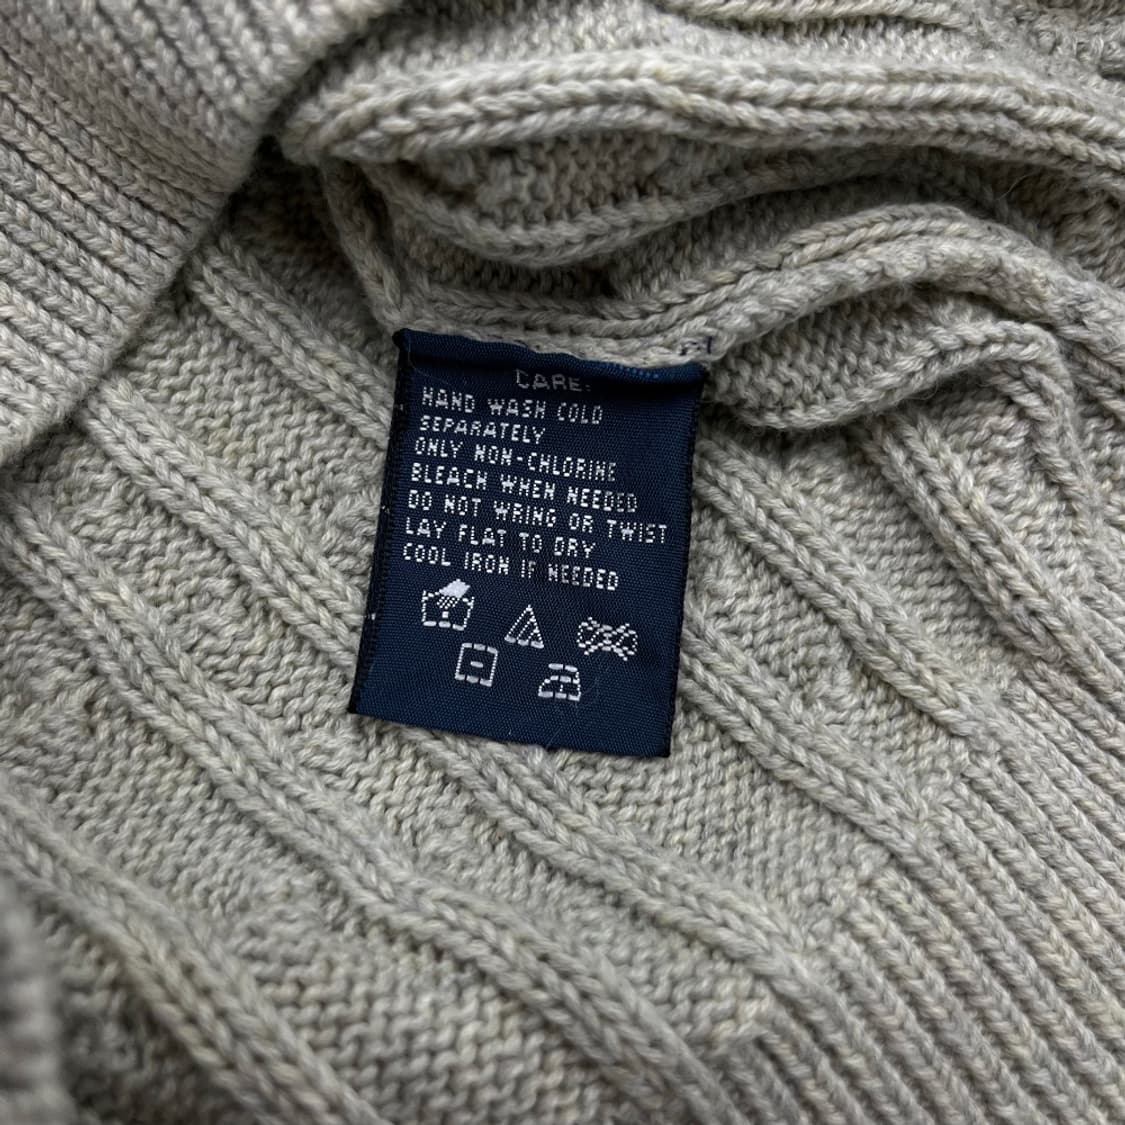 CARE:
HAND WASH COLD
SEPARATELY
ONLY NON-CHLORINE
BLEACH WHEN NEEDED
DO NOT WRING OR TWIST
LAY FLAT TO DRY
COOL IRON IF NEEDED